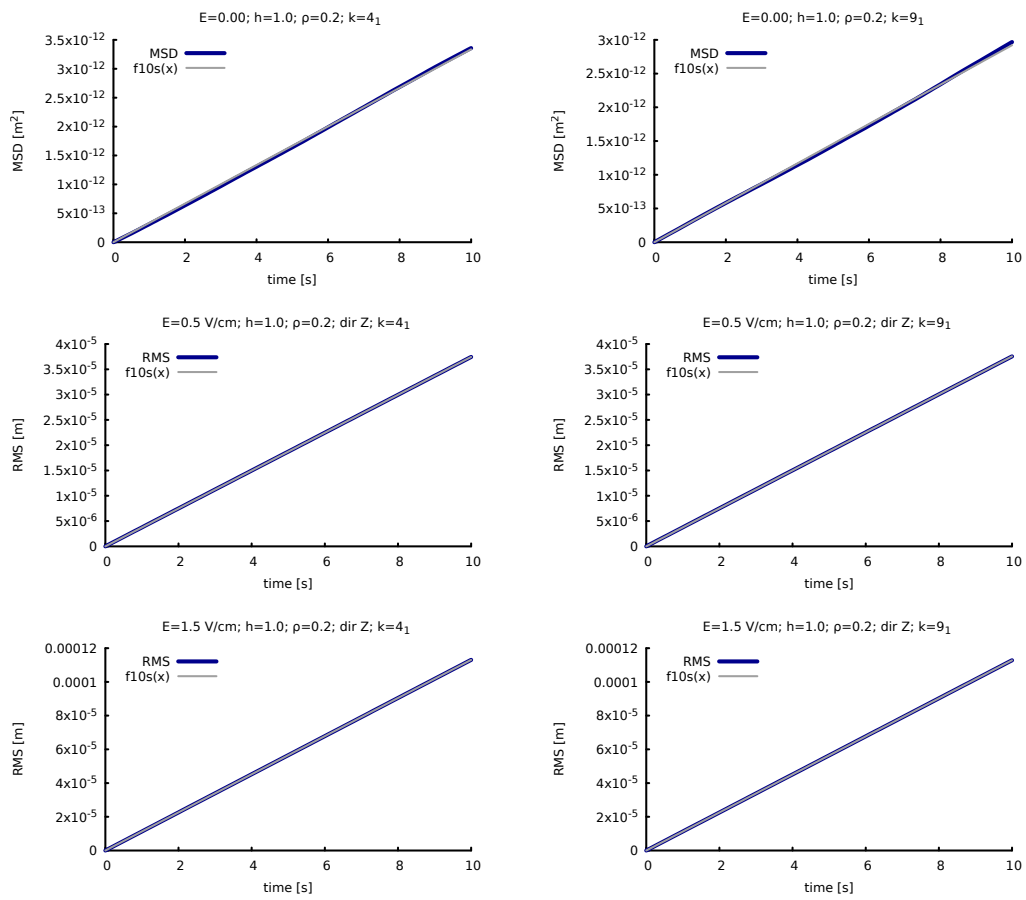 E=0.00; h=1.0; ρ=0.2; k=4₁
3.5x10⁻¹²
3x10⁻¹²
2.5x10⁻¹²
2x10⁻¹²
1.5x10⁻¹²
1x10⁻¹²
5x10⁻¹³
0
MSD [m²]
MSD
f10s(x)
0 2 4 6 8 10
time [s]
E=0.00; h=1.0; ρ=0.2; k=9₁
3x10⁻¹²
2.5x10⁻¹²
2x10⁻¹²
1.5x10⁻¹²
1x10⁻¹²
5x10⁻¹³
0
MSD [m²]
MSD
f10s(x)
0 2 4 6 8 10
time [s]
E=0.5 V/cm; h=1.0; ρ=0.2; dir Z; k=4₁
4x10⁻⁵
3.5x10⁻⁵
3x10⁻⁵
2.5x10⁻⁵
2x10⁻⁵
1.5x10⁻⁵
1x10⁻⁵
5x10⁻⁶
0
RMS [m]
RMS
f10s(x)
0 2 4 6 8 10
time [s]
E=0.5 V/cm; h=1.0; ρ=0.2; dir Z; k=9₁
4x10⁻⁵
3.5x10⁻⁵
3x10⁻⁵
2.5x10⁻⁵
2x10⁻⁵
1.5x10⁻⁵
1x10⁻⁵
5x10⁻⁶
0
RMS [m]
RMS
f10s(x)
0 2 4 6 8 10
time [s]
E=1.5 V/cm; h=1.0; ρ=0.2; dir Z; k=4₁
0.00012
0.0001
8x10⁻⁵
6x10⁻⁵
4x10⁻⁵
2x10⁻⁵
0
RMS [m]
RMS
f10s(x)
0 2 4 6 8 10
time [s]
E=1.5 V/cm; h=1.0; ρ=0.2; dir Z; k=9₁
0.00012
0.0001
8x10⁻⁵
6x10⁻⁵
4x10⁻⁵
2x10⁻⁵
0
RMS [m]
RMS
f10s(x)
0 2 4 6 8 10
time [s]